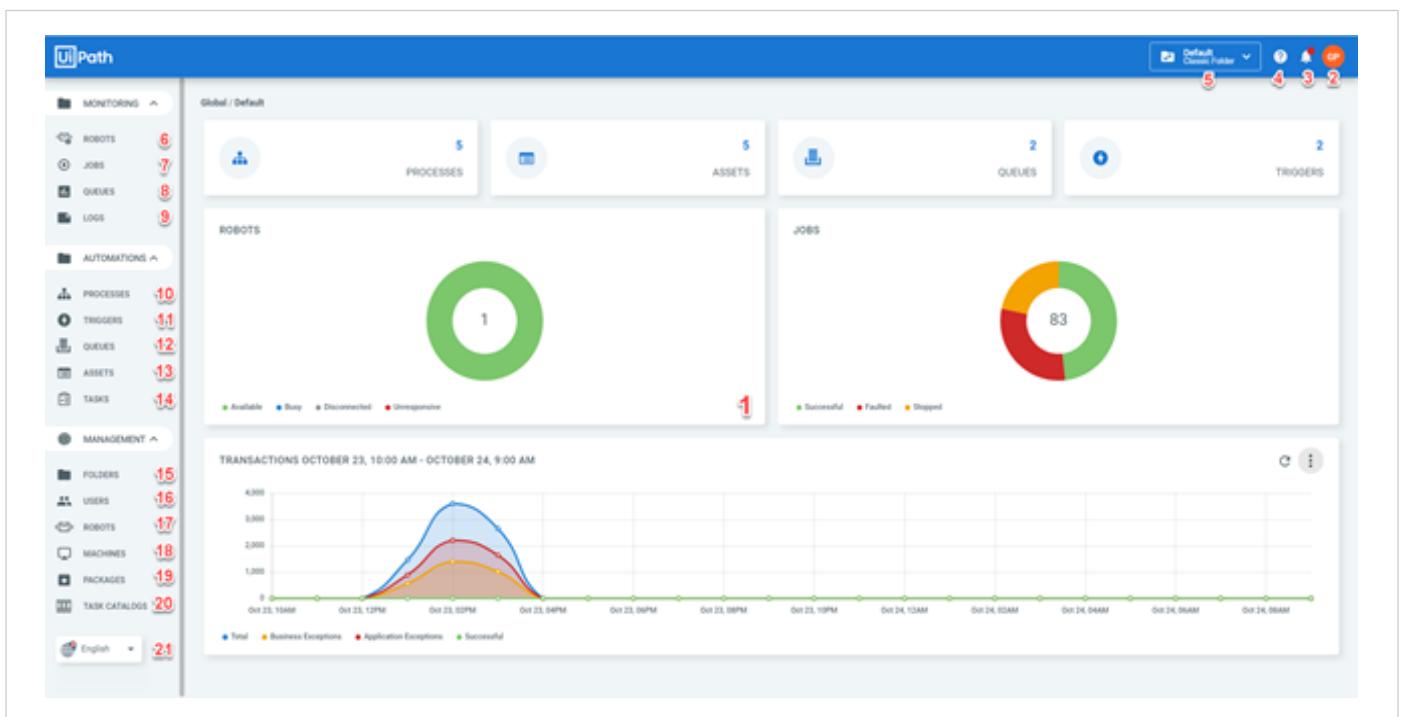 UiPath
Default
Classic Folder
GP
5
4
3
2
MONITORING
Global / Default
ROBOTS 6
JOBS 7
QUEUES 8
LOGS 9
5
PROCESSES
5
ASSETS
2
QUEUES
2
TRIGGERS
AUTOMATIONS
PROCESSES 10
TRIGGERS 11
QUEUES 12
ASSETS 13
TASKS 14
ROBOTS
1
Available Busy Disconnected Unresponsive
1
JOBS
83
Successful Faulted Stopped
MANAGEMENT
FOLDERS 15
USERS 16
ROBOTS 17
MACHINES 18
PACKAGES 19
TASK CATALOGS 20
English 21
TRANSACTIONS OCTOBER 23, 10:00 AM - OCTOBER 24, 9:00 AM
4,000
3,000
2,000
1,000
0
Oct 23, 10AM Oct 23, 12PM Oct 23, 02PM Oct 23, 04PM Oct 23, 06PM Oct 23, 08PM Oct 23, 10PM Oct 24, 12AM Oct 24, 02AM Oct 24, 04AM Oct 24, 06AM Oct 24, 08AM
Total Business Exceptions Application Exceptions Successful